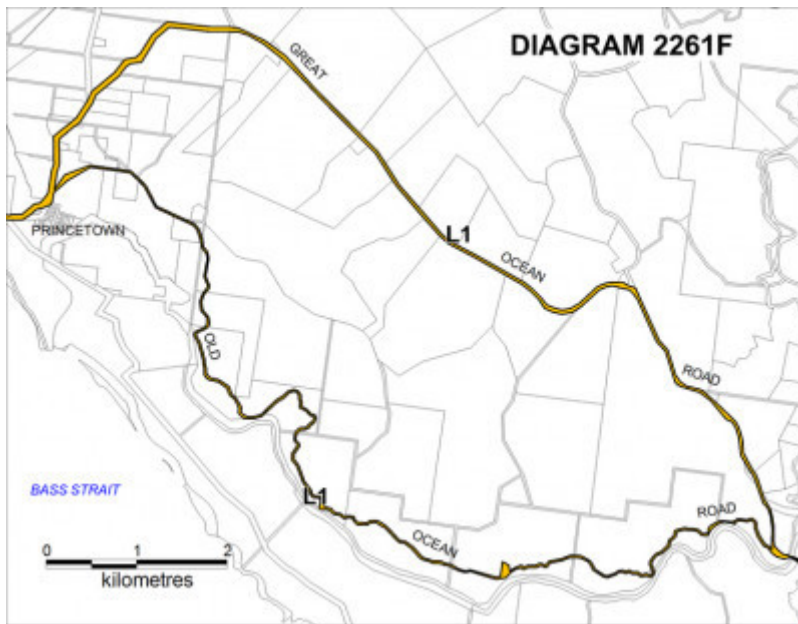 DIAGRAM 2261F
GREAT
PRINCETOWN
L1
OCEAN
OLD
ROAD
BASS STRAIT
L1
ROAD
OCEAN
0 1 2
kilometres